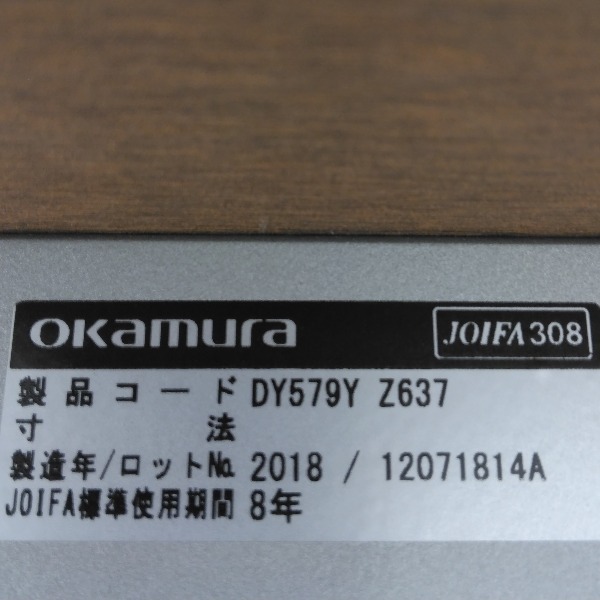 okamura JOIFA308
製品コード DY579Y Z637
寸法
製造年/ロット№ 2018 / 12071814A
JOIFA標準使用期間 8年